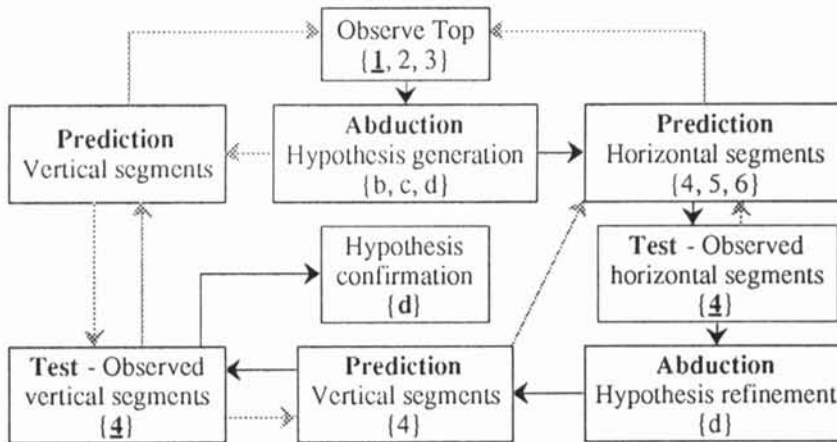 Observe Top
{1, 2, 3}
Prediction
Vertical segments
Abduction
Hypothesis generation
{b, c, d}
Prediction
Horizontal segments
{4, 5, 6}
Hypothesis
confirmation
{d}
Test - Observed
horizontal segments
{4}
Test - Observed
vertical segments
{4}
Prediction
Vertical segments
{4}
Abduction
Hypothesis refinement
{d}